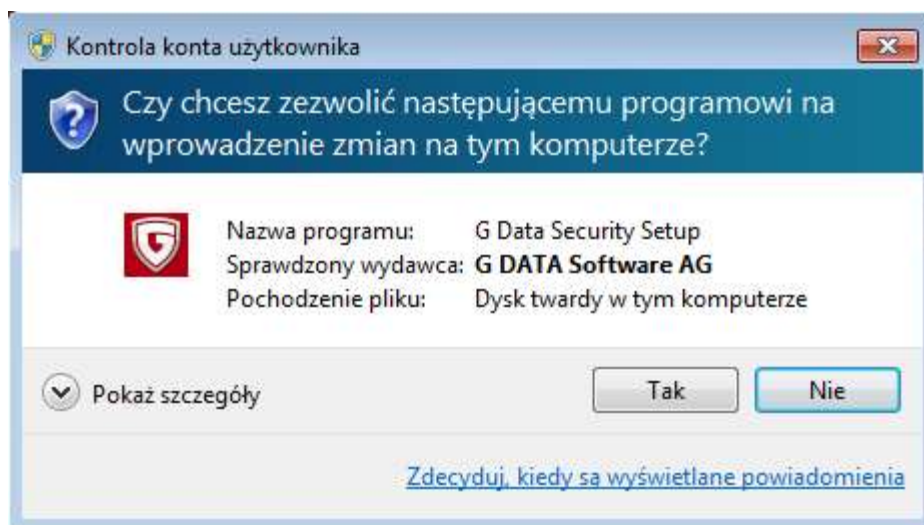 Kontrola konta użytkownika
Czy chcesz zezwolić następującemu programowi na
wprowadzenie zmian na tym komputerze?
Nazwa programu: G Data Security Setup
Sprawdzony wydawca: G DATA Software AG
Pochodzenie pliku: Dysk twardy w tym komputerze
Pokaż szczegóły Tak Nie
Zdecyduj, kiedy są wyświetlane powiadomienia